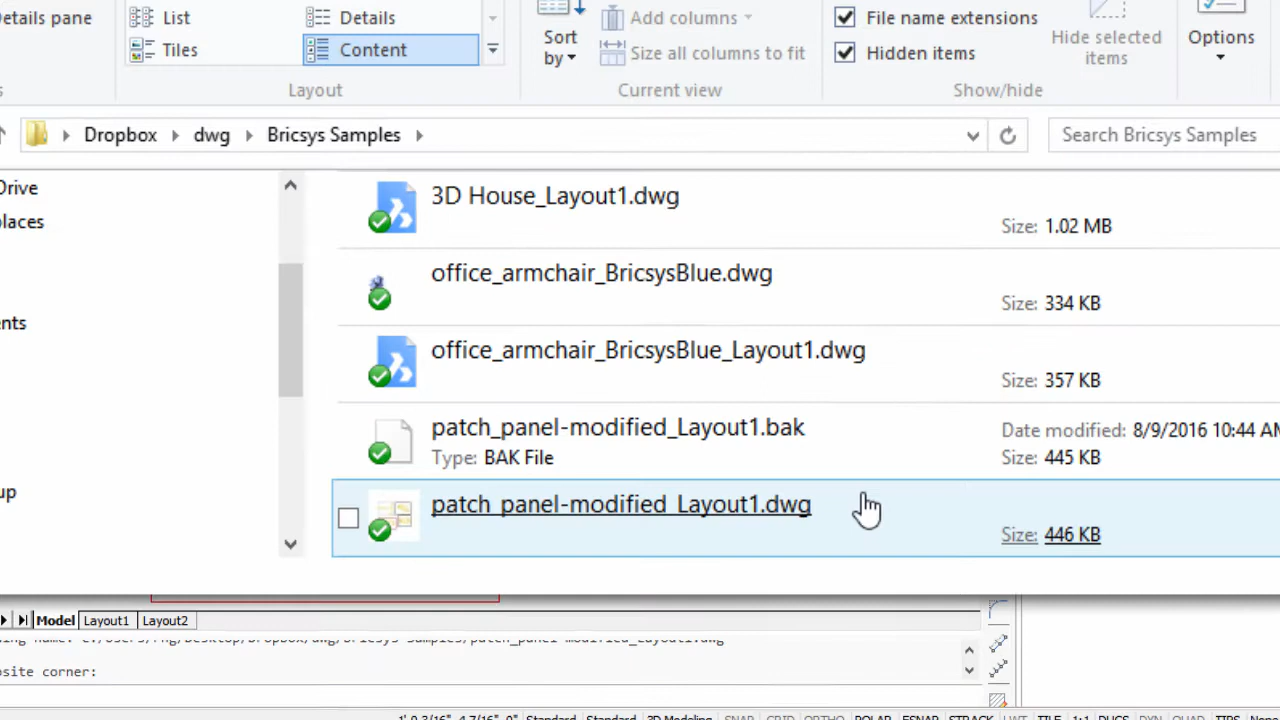 etails pane
List
Details
Tiles
Content
Layout
Sort by
Add columns
Size all columns to fit
Current view
File name extensions
Hidden items
Hide selected items
Show/hide
Options
Dropbox dwg Bricsys Samples
Search Bricsys Samples
Drive
laces
ents
up
3D House_Layout1.dwg
Size: 1.02 MB
office_armchair_BricsysBlue.dwg
Size: 334 KB
office_armchair_BricsysBlue_Layout1.dwg
Size: 357 KB
patch_panel-modified_Layout1.bak
Date modified: 8/9/2016 10:44 AM
Type: BAK File
Size: 445 KB
patch_panel-modified_Layout1.dwg
Size: 446 KB
Model Layout1 Layout2
osite corner:
Standard Standard 3D Modeling SNAP GRID ORTHO POLAR ESNAP STRACK LWT TILE 1:1 DUCS DYN QUAD TIPS None